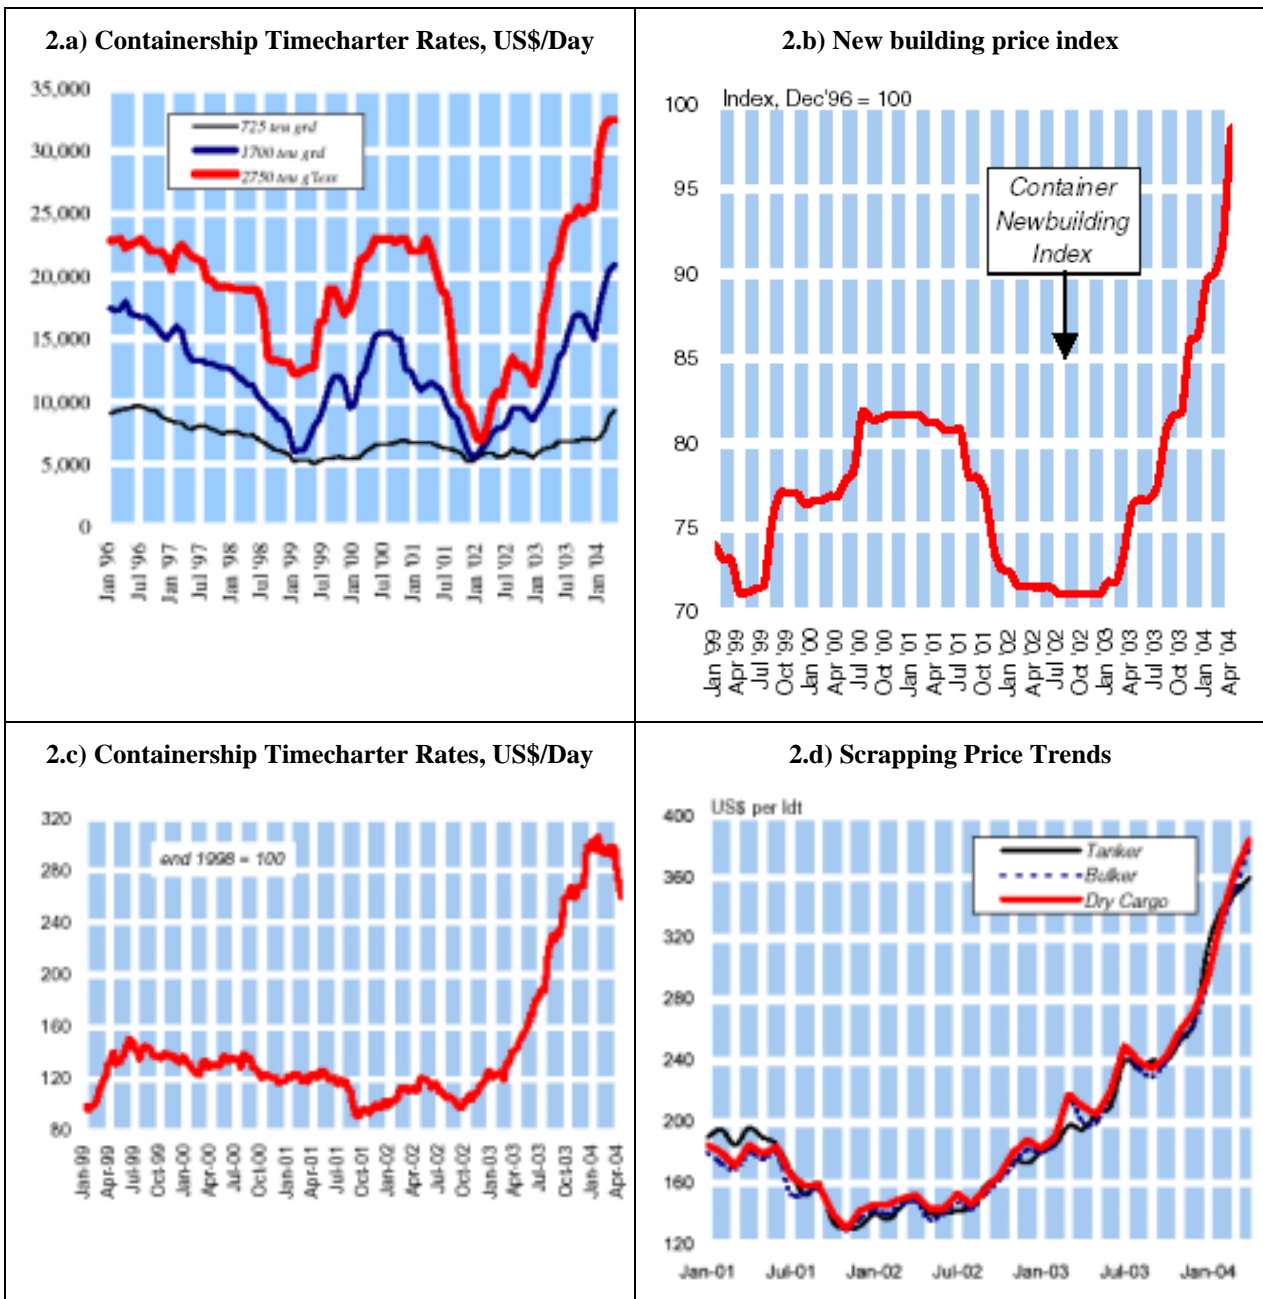 2.a) Containership Timecharter Rates, US$/Day
35,000
30,000
25,000
20,000
15,000
10,000
5,000
0
725 teu grd
1700 teu grd
2750 teu g'less
Jan '96
Jul '96
Jan '97
Jul '97
Jan '98
Jul '98
Jan '99
Jul '99
Jan '00
Jul '00
Jan '01
Jul '01
Jan '02
Jul '02
Jan '03
Jul '03
Jan '04
2.b) New building price index
Index, Dec'96 = 100
100
95
90
85
80
75
70
Container
Newbuilding
Index
Jan '99
Apr '99
Jul '99
Oct '99
Jan '00
Apr '00
Jul '00
Oct '00
Jan '01
Apr '01
Jul '01
Oct '01
Jan '02
Apr '02
Jul '02
Oct '02
Jan '03
Apr '03
Jul '03
Oct '03
Jan '04
Apr '04
2.c) Containership Timecharter Rates, US$/Day
320
280
240
200
160
120
80
end 1998 = 100
Jan-99
Apr-99
Jul-99
Oct-99
Jan-00
Apr-00
Jul-00
Oct-00
Jan-01
Apr-01
Jul-01
Oct-01
Jan-02
Apr-02
Jul-02
Oct-02
Jan-03
Apr-03
Jul-03
Oct-03
Jan-04
Apr-04
2.d) Scrapping Price Trends
US$ per ldt
400
360
320
280
240
200
160
120
Tanker
Bulker
Dry Cargo
Jan-01
Jul-01
Jan-02
Jul-02
Jan-03
Jul-03
Jan-04